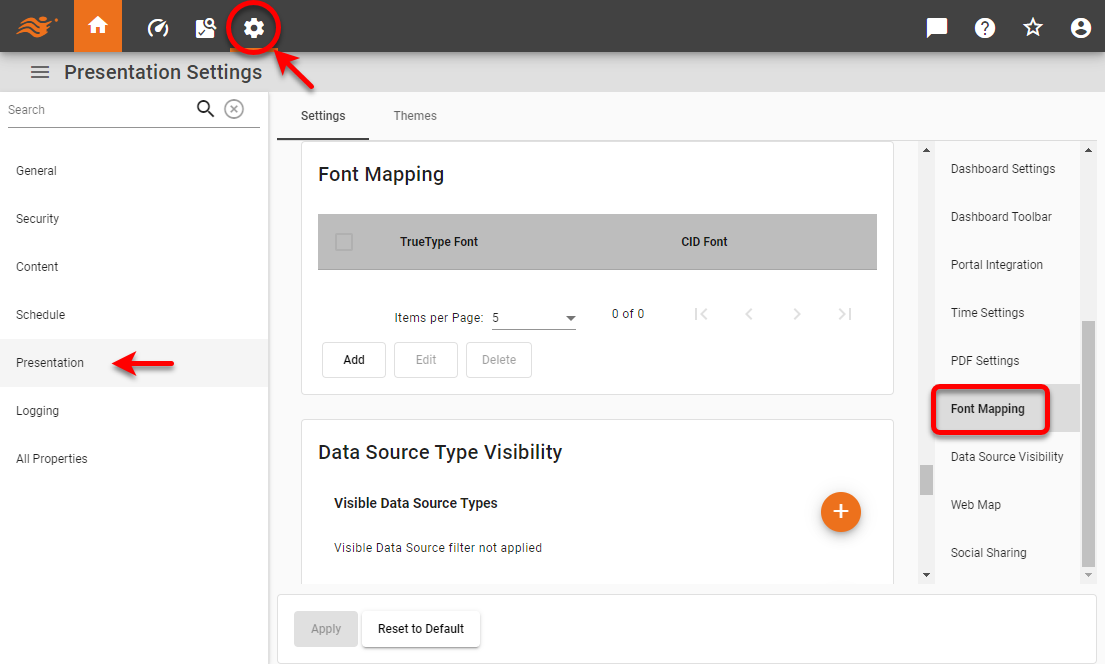 Presentation Settings
Search
General
Security
Content
Schedule
Presentation
Logging
All Properties
Settings Themes
Font Mapping
TrueType Font CID Font
Items per Page: 5 0 of 0
Add Edit Delete
Data Source Type Visibility
Visible Data Source Types
Visible Data Source filter not applied
Dashboard Settings
Dashboard Toolbar
Portal Integration
Time Settings
PDF Settings
Font Mapping
Data Source Visibility
Web Map
Social Sharing
Apply Reset to Default